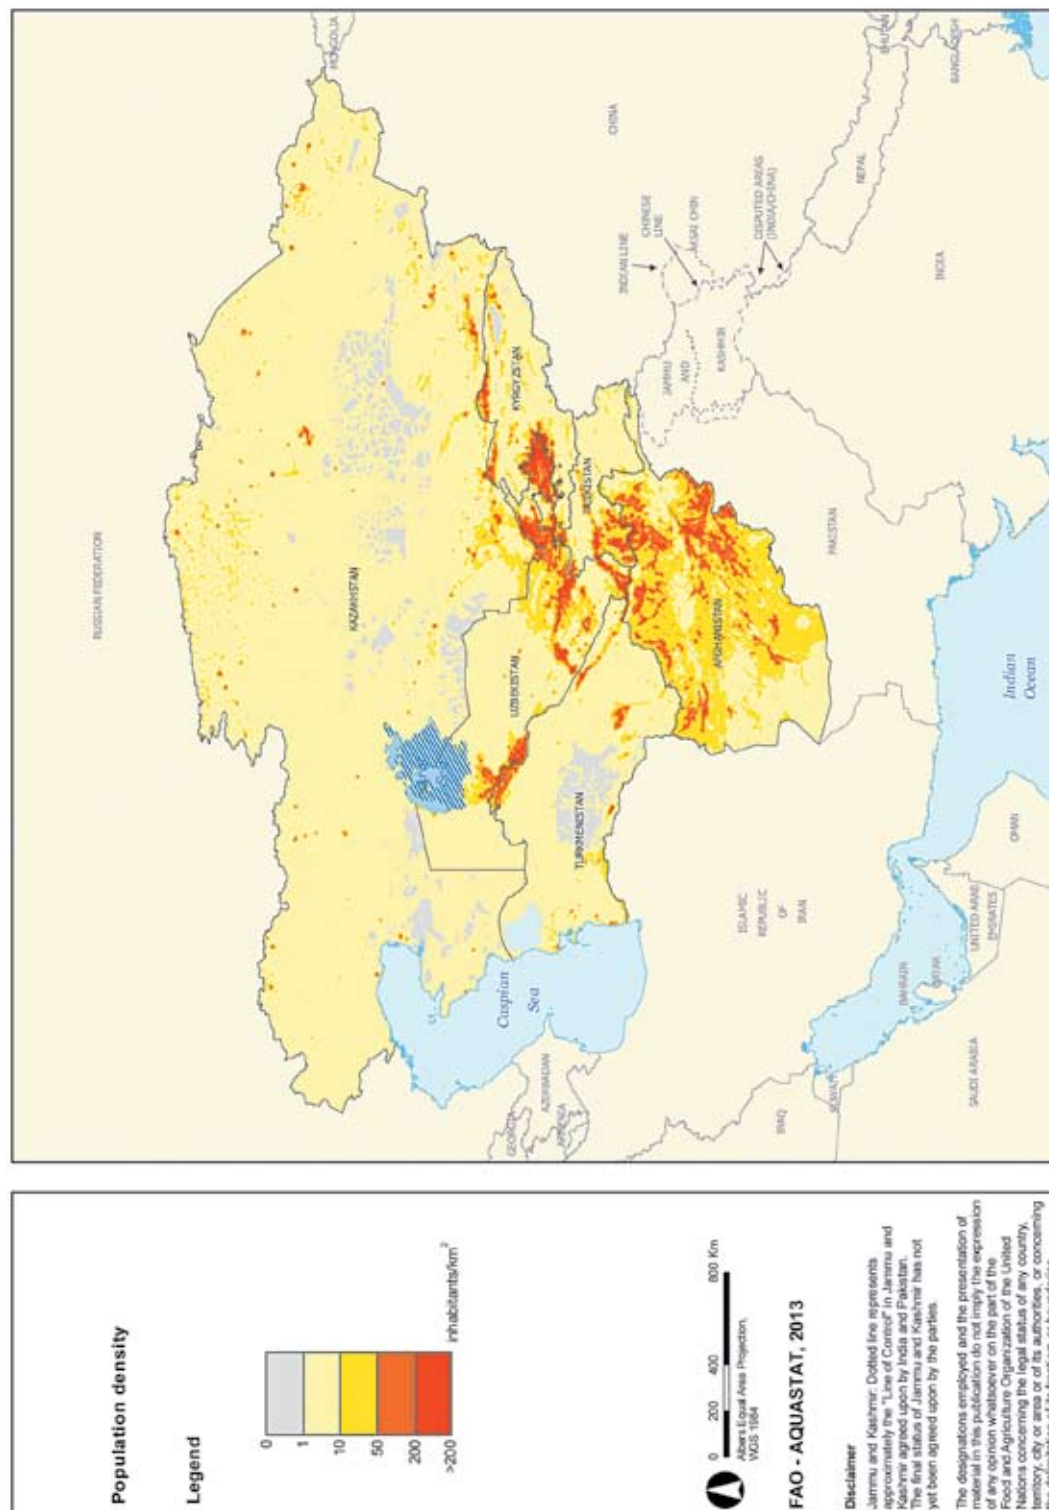 RUSSIAN FEDERATION
MONGOLIA
KAZAKHSTAN
CHINA
UZBEKISTAN
KYRGYZSTAN
TURKMENISTAN
TAJIKISTAN
AFGHANISTAN
Caspian
Sea
GEORGIA
AZERBAIJAN
ARMENIA
INDIAN LINE
CHINESE
LINE
AKSAI CHIN
JAMMU
AND
KASHMIR
DISPUTED AREAS
(INDIA/CHINA)
NEPAL
BHUTAN
BANGLADESH
INDIA
PAKISTAN
ISLAMIC
REPUBLIC
OF
IRAN
IRAQ
KUWAIT
BAHRAIN
QATAR
SAUDI ARABIA
UNITED ARAB
EMIRATES
OMAN
Indian
Ocean
Population density
Legend
0
1
10
50
200
>200
inhabitants/km²
0
200
400
800 Km
Albers Equal Area Projection,
WGS 1984
FAO - AQUASTAT, 2013
Disclaimer
Jammu and Kashmir: Dotted line represents
approximately the "Line of Control" in Jammu and
Kashmir agreed upon by India and Pakistan.
The final status of Jammu and Kashmir has not
yet been agreed upon by the parties.
The designations employed and the presentation of
material in this publication do not imply the expression
of any opinion whatsoever on the part of the
Food and Agriculture Organization of the United
Nations concerning the legal status of any country,
territory, city or area or of its authorities, or concerning